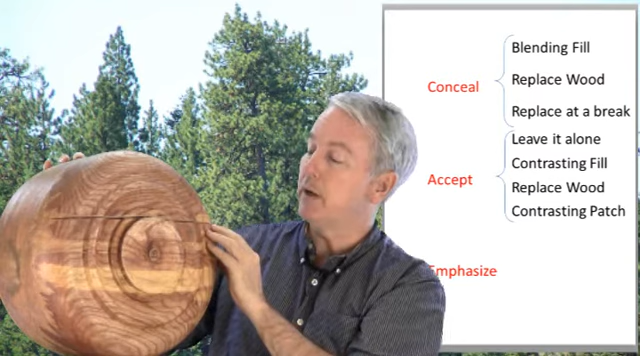 Conceal
Blending Fill
Replace Wood
Replace at a break
Accept
Leave it alone
Contrasting Fill
Replace Wood
Contrasting Patch
Emphasize